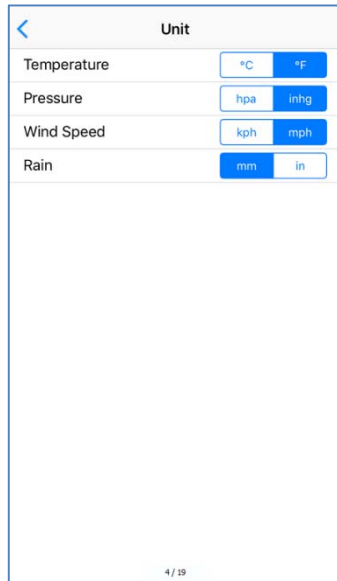 Unit
Temperature °C °F
Pressure hpa inhg
Wind Speed kph mph
Rain mm in
4 / 19